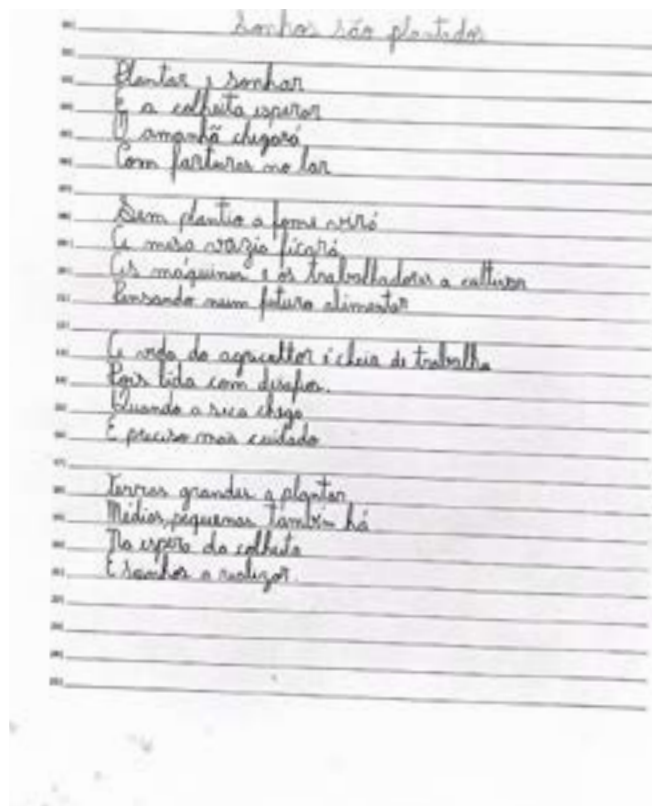 Sonhos são plantados
Plantar e sonhar
E a colheita esperar
O amanhã chegará
Com farturas no lar
Sem plantio a fome virá
A mesa vazia ficará
As máquinas e os trabalhadores a cultivar
Pensando num futuro alimentar
A vida do agricultor é cheia de trabalho
Pois lida com desafios.
Quando a seca chega
É preciso mais cuidado
Terras grandes a plantar
Médias, pequenas também há
Na espera da colheita
E sonhos a realizar.